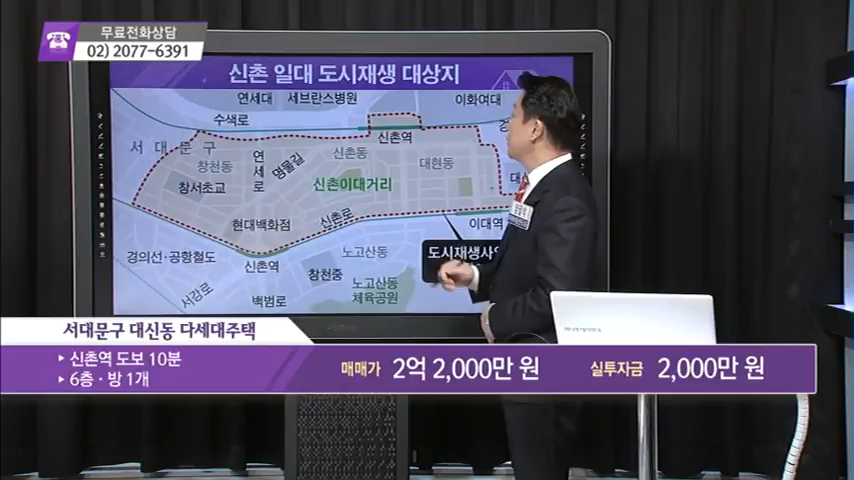 무료전화상담
02) 2077-6391
신촌 일대 도시재생 대상지
연세대 세브란스병원 이화여대
수색로
신촌역
서대문구
창천동
연세로
명물길
신촌동
대현동
창서초교
신촌이대거리
현대백화점
신촌로
이대역
경의선·공항철도
신촌역
노고산동
도시재생사업
서강로
창천중
노고산동
체육공원
백범로
서대문구 대신동 다세대주택
▸ 신촌역 도보 10분
▸ 6층·방 1개
매매가 2억 2,000만 원
실투자금 2,000만 원